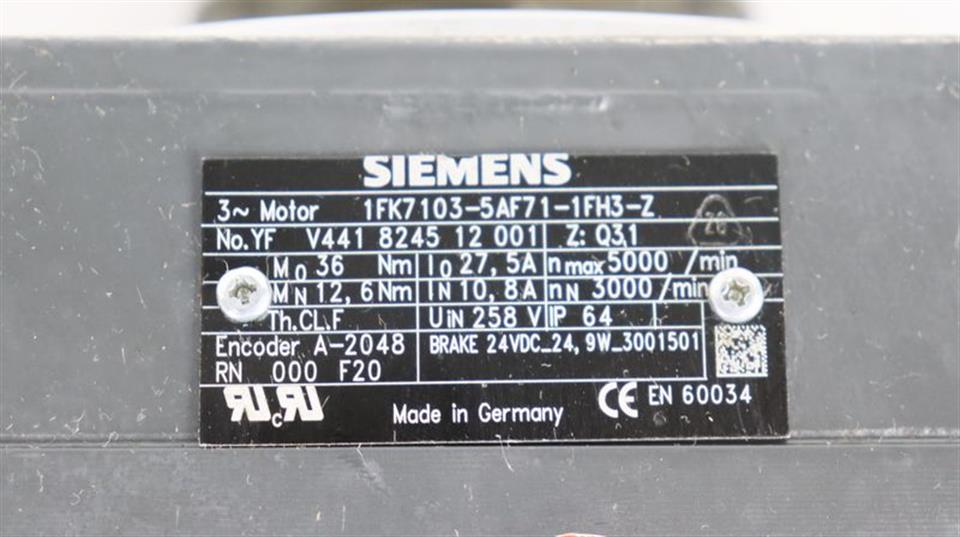 SIEMENS
3~ Motor 1FK7103-5AF71-1FH3-Z
No.YF V441 8245 12 001 Z: Q31
M0 36 Nm I0 27,5A nmax 5000 /min
MN 12,6Nm IN 10,8A nN 3000 /min
Th.CL.F UiN 258 V IP 64
Encoder A-2048 BRAKE 24VDC_24,9W_3001501
RN 000 F20
CE EN 60034
Made in Germany